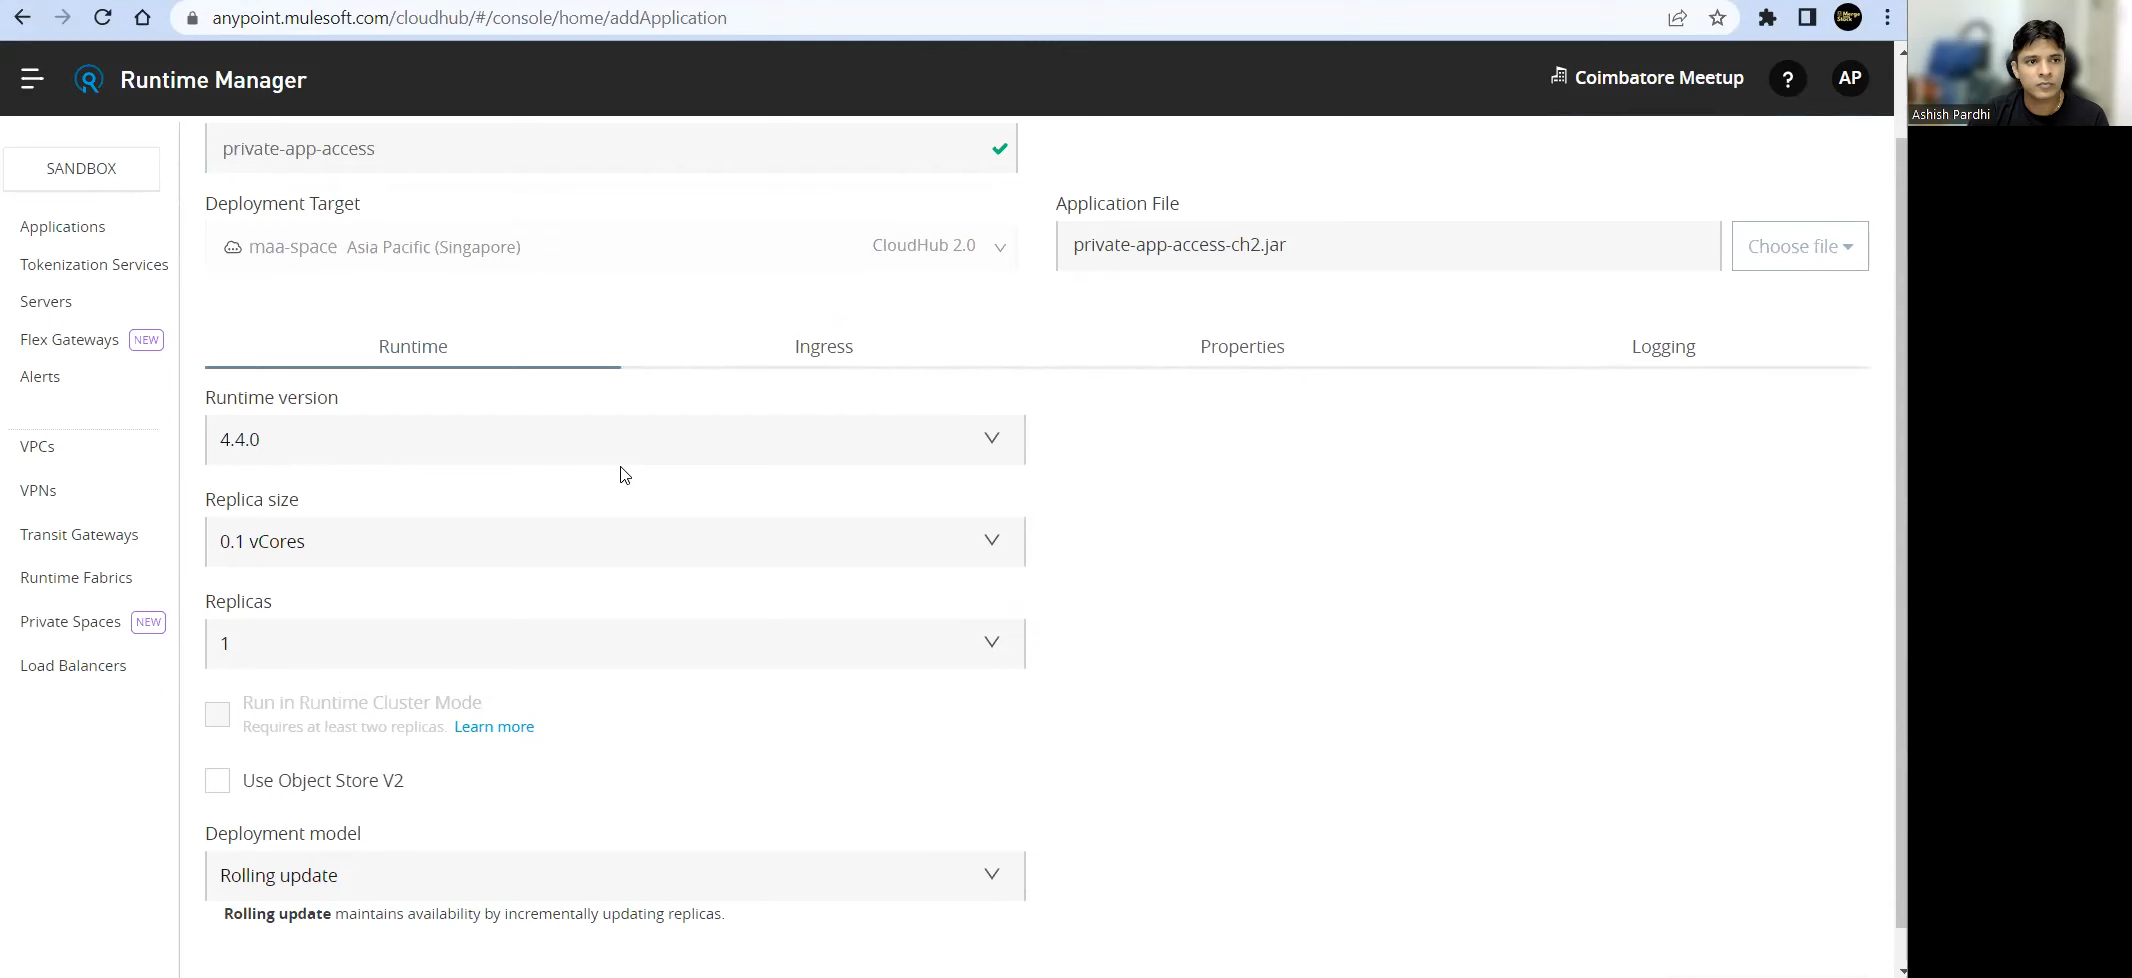 anypoint.mulesoft.com/cloudhub/#/console/home/addApplication
Runtime Manager
Coimbatore Meetup
?
AP
Ashish Pardhi
SANDBOX
Applications
Tokenization Services
Servers
Flex Gateways NEW
Alerts
VPCs
VPNs
Transit Gateways
Runtime Fabrics
Private Spaces NEW
Load Balancers
private-app-access
Deployment Target
maa-space Asia Pacific (Singapore) CloudHub 2.0
Application File
private-app-access-ch2.jar
Choose file
Runtime
Ingress
Properties
Logging
Runtime version
4.4.0
Replica size
0.1 vCores
Replicas
1
Run in Runtime Cluster Mode
Requires at least two replicas. Learn more
Use Object Store V2
Deployment model
Rolling update
Rolling update maintains availability by incrementally updating replicas.